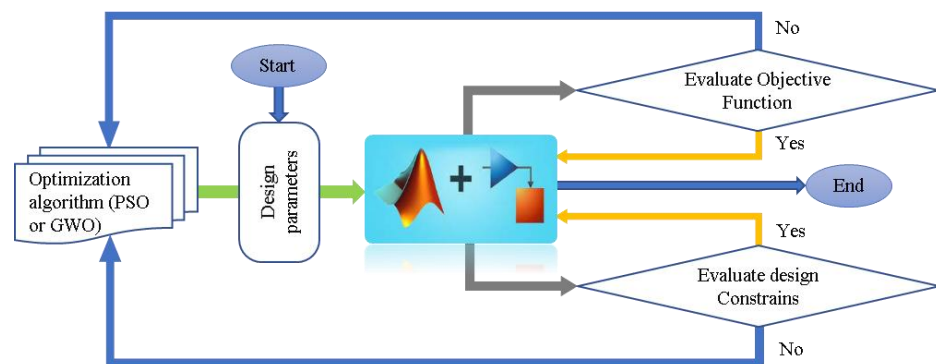 No
Start
Evaluate Objective
Function
Yes
Optimization
algorithm (PSO
or GWO)
Design
parameters
+
End
Yes
Evaluate design
Constrains
No